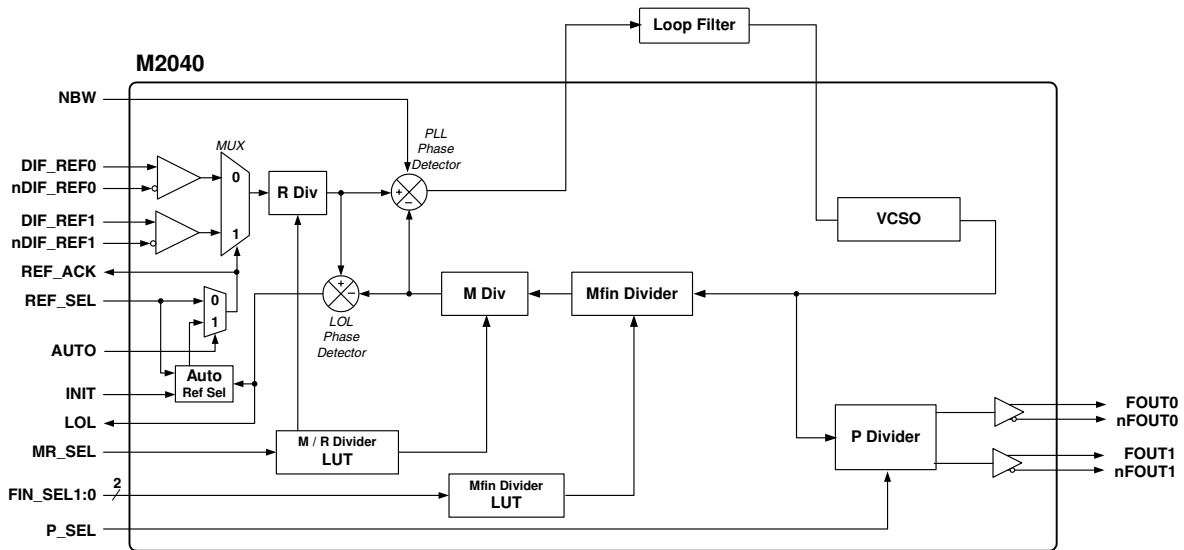 Loop Filter
M2040
NBW
MUX
PLL
Phase
Detector
DIF_REF0
nDIF_REF0
0
+
−
R Div
DIF_REF1
nDIF_REF1
1
VCSO
REF_ACK
REF_SEL
0
1
+
−
LOL
Phase
Detector
M Div
Mfin Divider
AUTO
Auto
Ref Sel
INIT
LOL
FOUT0
nFOUT0
P Divider
MR_SEL
M / R Divider
LUT
FOUT1
nFOUT1
FIN_SEL1:0
2
Mfin Divider
LUT
P_SEL